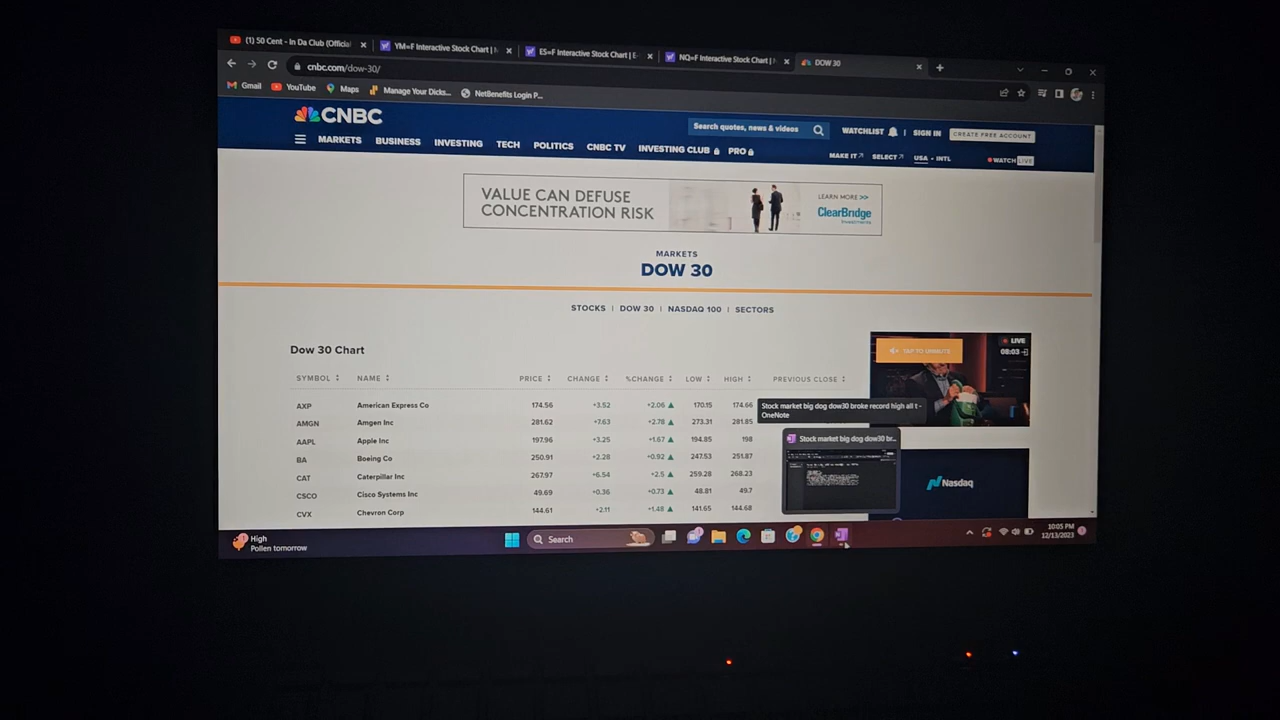 (1) 50 Cent - In Da Club (Official
YM=F Interactive Stock Chart |
ES=F Interactive Stock Chart | E-
NQ=F Interactive Stock Chart |
DOW 30
cnbc.com/dow-30/
Gmail YouTube Maps Manage Your Dicks... NetBenefits Login P...
CNBC
Search quotes, news & videos
WATCHLIST | SIGN IN CREATE FREE ACCOUNT
MARKETS BUSINESS INVESTING TECH POLITICS CNBC TV INVESTING CLUB PRO
MAKE IT SELECT USA • INTL WATCH LIVE
VALUE CAN DEFUSE
CONCENTRATION RISK
LEARN MORE >>
ClearBridge
Investments
MARKETS
DOW 30
STOCKS | DOW 30 | NASDAQ 100 | SECTORS
Dow 30 Chart
LIVE
TAP TO UNMUTE
08:03
SYMBOL NAME PRICE CHANGE %CHANGE LOW HIGH PREVIOUS CLOSE
AXP American Express Co 174.56 +3.52 +2.06 170.15 174.66
AMGN Amgen Inc 281.62 +7.63 +2.78 273.31 281.85
AAPL Apple Inc 197.96 +3.25 +1.67 194.85 198
BA Boeing Co 250.91 +2.28 +0.92 247.53 251.87
CAT Caterpillar Inc 267.97 +6.54 +2.5 259.28 268.23
CSCO Cisco Systems Inc 49.69 +0.36 +0.73 48.81 49.7
CVX Chevron Corp 144.61 +2.11 +1.48 141.65 144.68
Stock market big dog dow30 broke record high all t -
OneNote
Stock market big dog dow30 br...
Nasdaq
High
Pollen tomorrow
Search
10:05 PM
12/13/2023